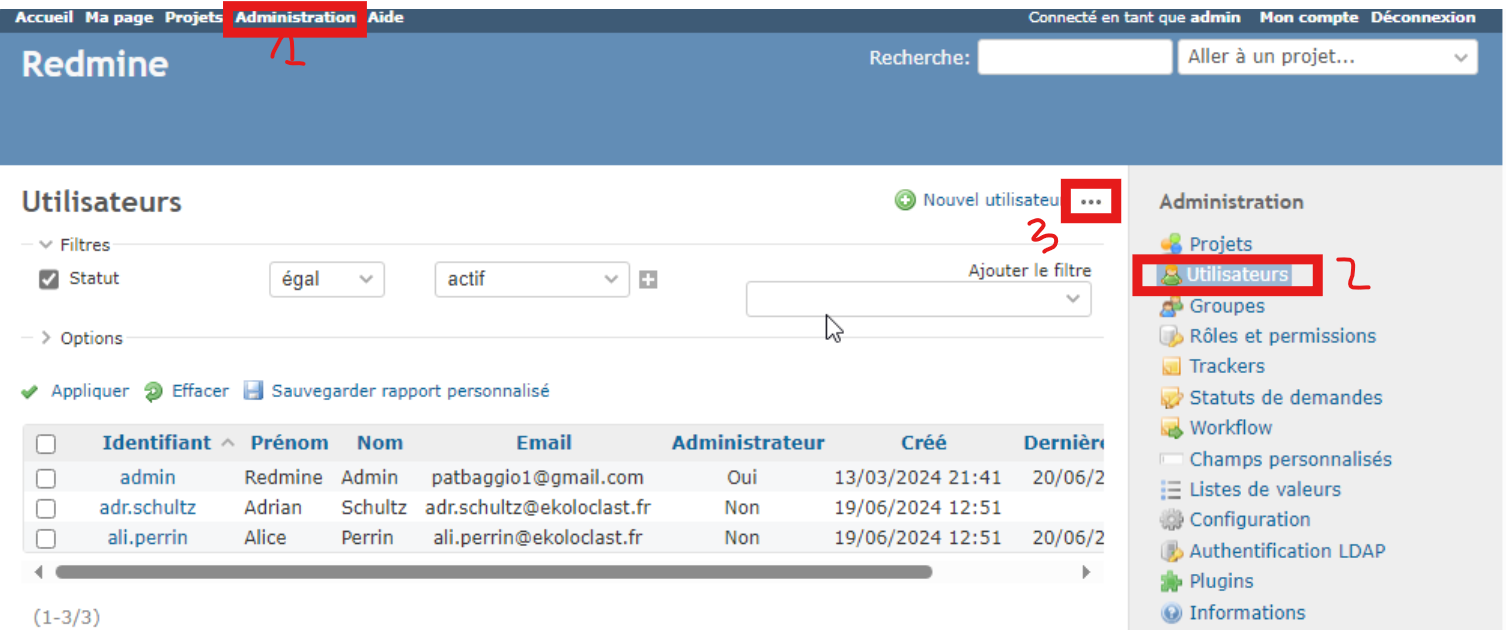 Accueil Ma page Projets Administration Aide Connecté en tant que admin Mon compte Déconnexion
1
Redmine Recherche: Aller à un projet...
Utilisateurs Nouvel utilisateur ... Administration
3
Filtres Projets
Statut égal actif Ajouter le filtre Utilisateurs 2
Groupes
Options Rôles et permissions
Trackers
Appliquer Effacer Sauvegarder rapport personnalisé Statuts de demandes
Workflow
Identifiant Prénom Nom Email Administrateur Créé Dernière
Champs personnalisés
admin Redmine Admin patbaggio1@gmail.com Oui 13/03/2024 21:41 20/06/2
Listes de valeurs
adr.schultz Adrian Schultz adr.schultz@ekoloclast.fr Non 19/06/2024 12:51
Configuration
ali.perrin Alice Perrin ali.perrin@ekoloclast.fr Non 19/06/2024 12:51 20/06/2
Authentification LDAP
Plugins
(1-3/3) Informations